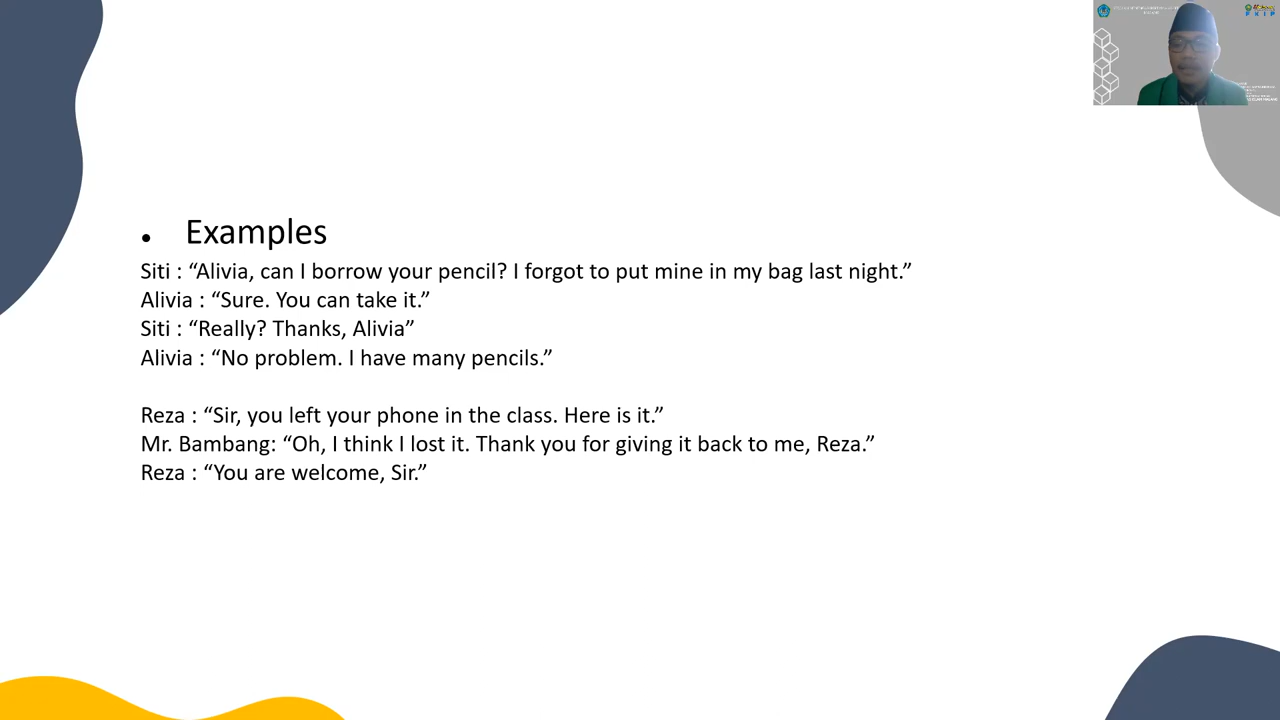 • Examples
Siti : “Alivia, can I borrow your pencil? I forgot to put mine in my bag last night.”
Alivia : “Sure. You can take it.”
Siti : “Really? Thanks, Alivia”
Alivia : “No problem. I have many pencils.”
Reza : “Sir, you left your phone in the class. Here is it.”
Mr. Bambang: “Oh, I think I lost it. Thank you for giving it back to me, Reza.”
Reza : “You are welcome, Sir.”
FKIP